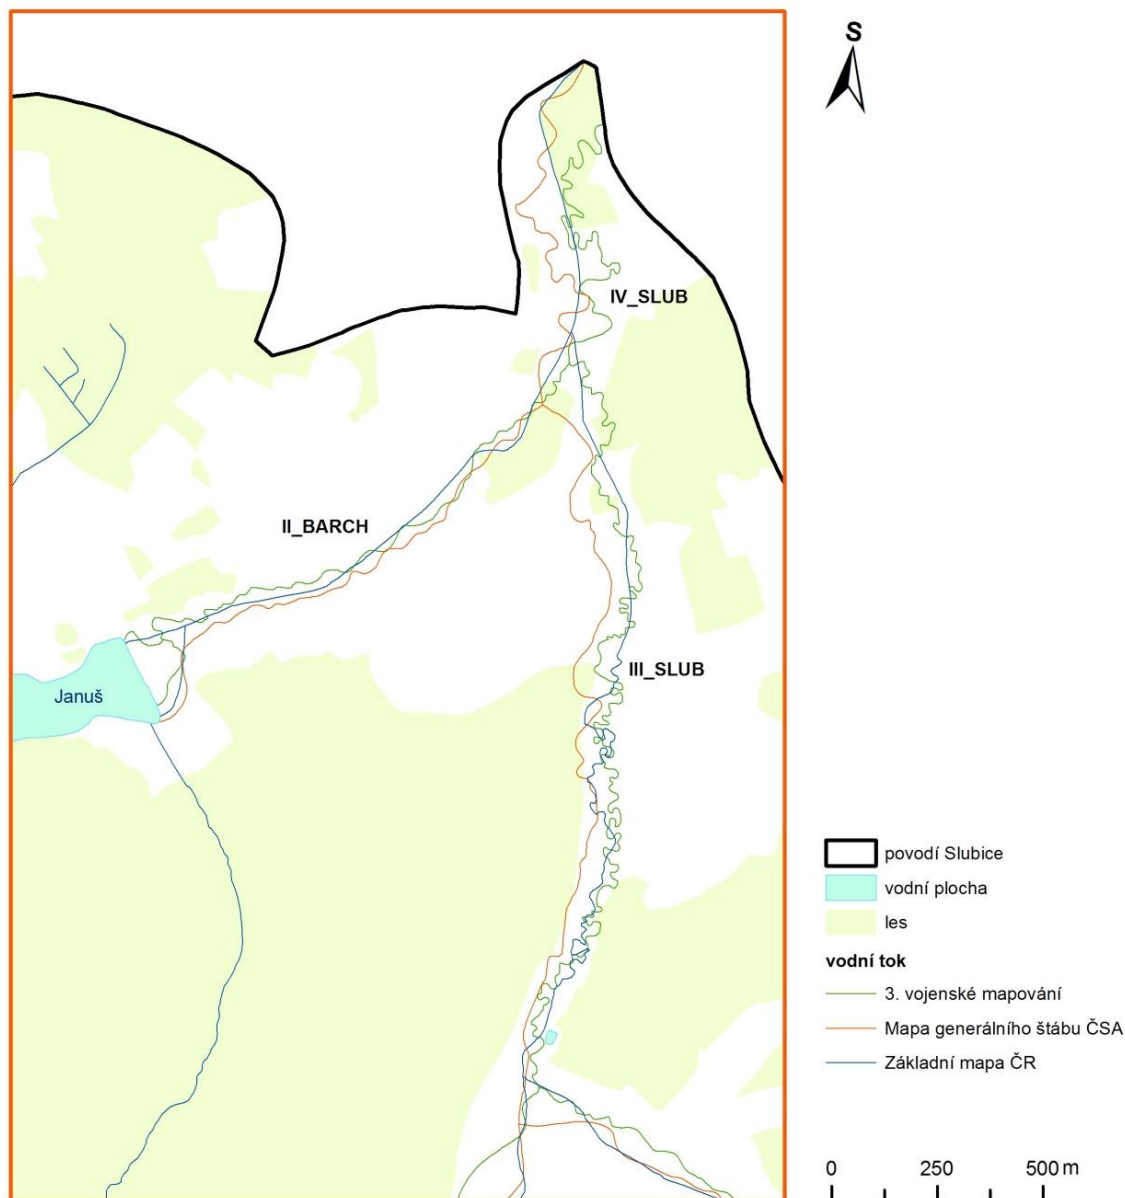 S
IV_SLUB
II_BARCH
III_SLUB
Januš
povodí Slubice
vodní plocha
les
vodní tok
3. vojenské mapování
Mapa generálního štábu ČSA
Základní mapa ČR
0 250 500 m